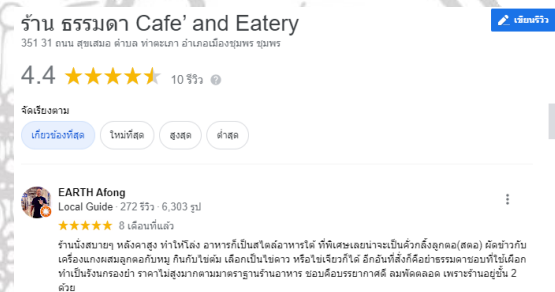 ร้าน ธรรมดา Cafe’ and Eatery
เขียนรีวิว
351 31 ถนน สุขเสมอ ตำบล ท่าตะเภา อำเภอเมืองชุมพร ชุมพร
4.4 10 รีวิว
จัดเรียงตาม
เกี่ยวข้องที่สุด ใหม่ที่สุด สูงสุด ต่ำสุด
EARTH Afong
Local Guide · 272 รีวิว · 6,303 รูป
8 เดือนที่แล้ว
ร้านนั่งสบายๆ หลังคาสูง ทำให้โล่ง อาหารก็เป็นสไตล์อาหารใต้ ที่พิเศษเลยน่าจะเป็นคั่วกลิ้งลูกตอ(สตอ) ผัดข้าวกับ
เครื่องแกงผสมลูกตอกับหมู กินกับไข่ต้ม เลือกเป็นไข่ดาว หรือไข่เจียวก็ได้ อีกอันที่สั่งก็คือยำธรรมดาชอบที่ใช้เผือก
ทำเป็นรังนกรองยำ ราคาไม่สูงมากตามมาตราฐานร้านอาหาร ชอบคือบรรยากาศดี ลมพัดตลอด เพราะร้านอยู่ชั้น 2
ด้วย